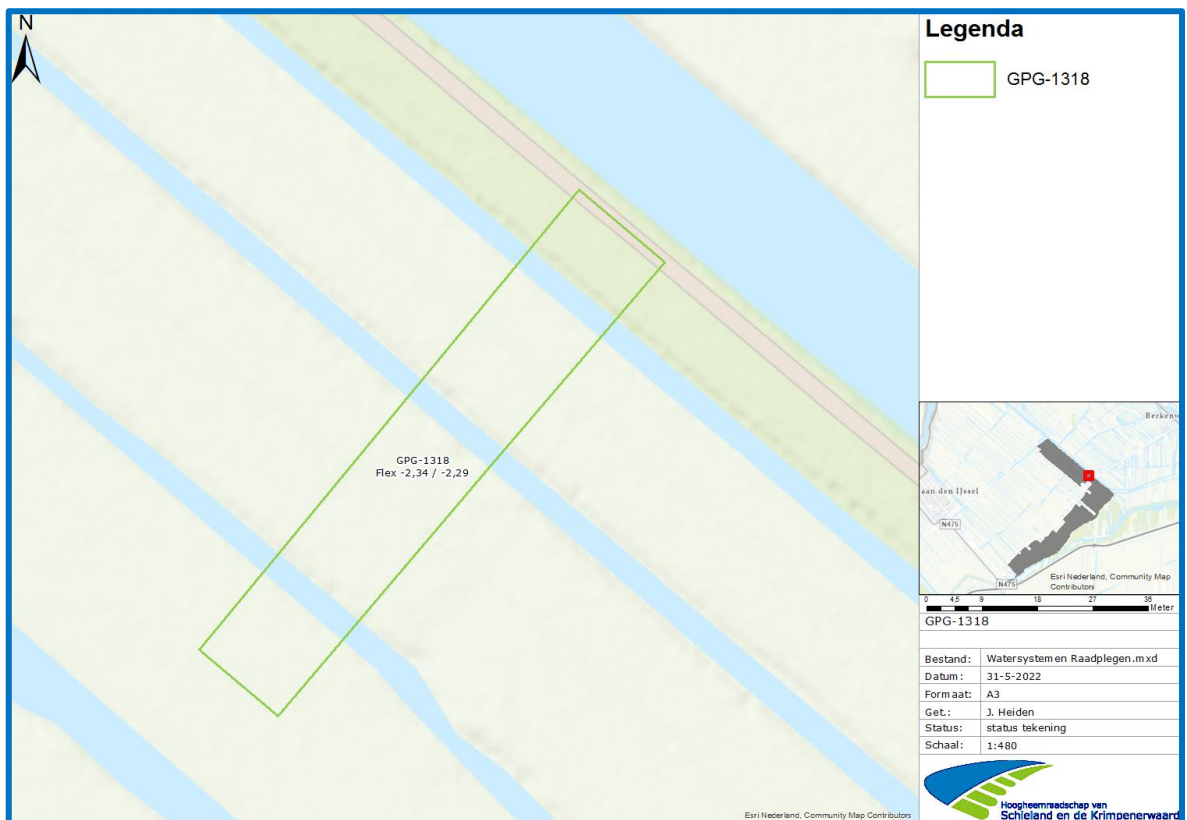 N
GPG-1318
Flex -2,34 / -2,29
Esri Nederland, Community Map Contributors
Legenda
GPG-1318
aan den IJssel
N475
N475
Esri Nederland, Community Map
Contributors
0 4,5 9 18 27 36
Meter
GPG-1318
Bestand: Watersystemen Raadplegen.mxd
Datum: 31-5-2022
Formaat: A3
Get.: J. Heiden
Status: status tekening
Schaal: 1:480
Hoogheemraadschap van
Schieland en de Krimpenerwaard